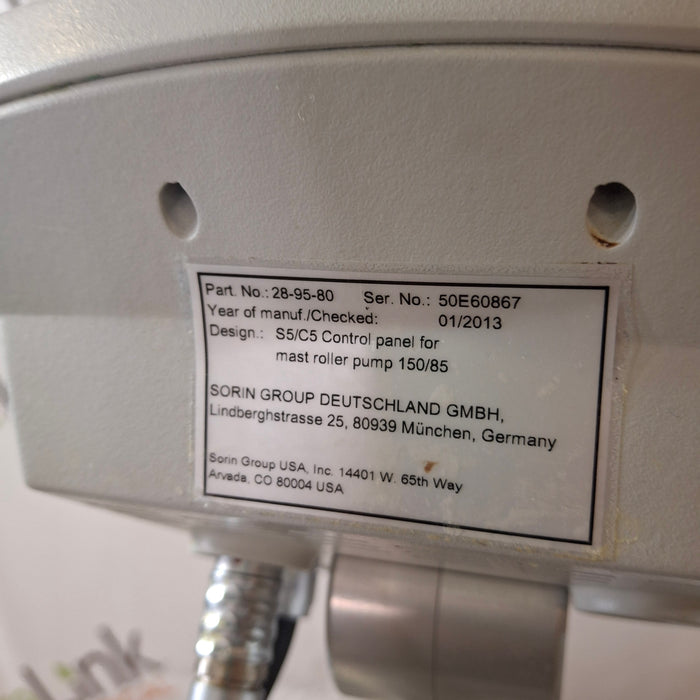 Part. No.: 28-95-80 Ser. No.: 50E60867
Year of manuf./Checked: 01/2013
Design.: S5/C5 Control panel for
mast roller pump 150/85
SORIN GROUP DEUTSCHLAND GMBH,
Lindberghstrasse 25, 80939 München, Germany
Sorin Group USA, Inc. 14401 W. 65th Way
Arvada, CO 80004 USA
Link